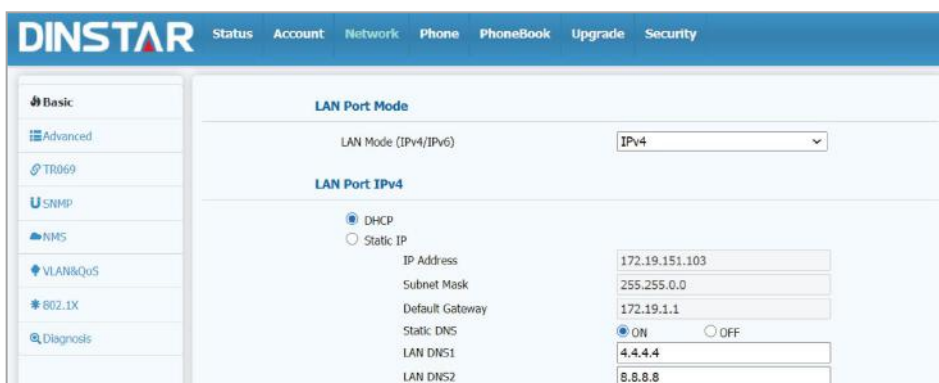 DINSTAR Status Account Network Phone PhoneBook Upgrade Security
Basic
Advanced
TR069
SNMP
NMS
VLAN&QoS
802.1X
Diagnosis
LAN Port Mode
LAN Mode (IPv4/IPv6) IPv4
LAN Port IPv4
DHCP
Static IP
IP Address 172.19.151.103
Subnet Mask 255.255.0.0
Default Gateway 172.19.1.1
Static DNS ON OFF
LAN DNS1 4.4.4.4
LAN DNS2 8.8.8.8